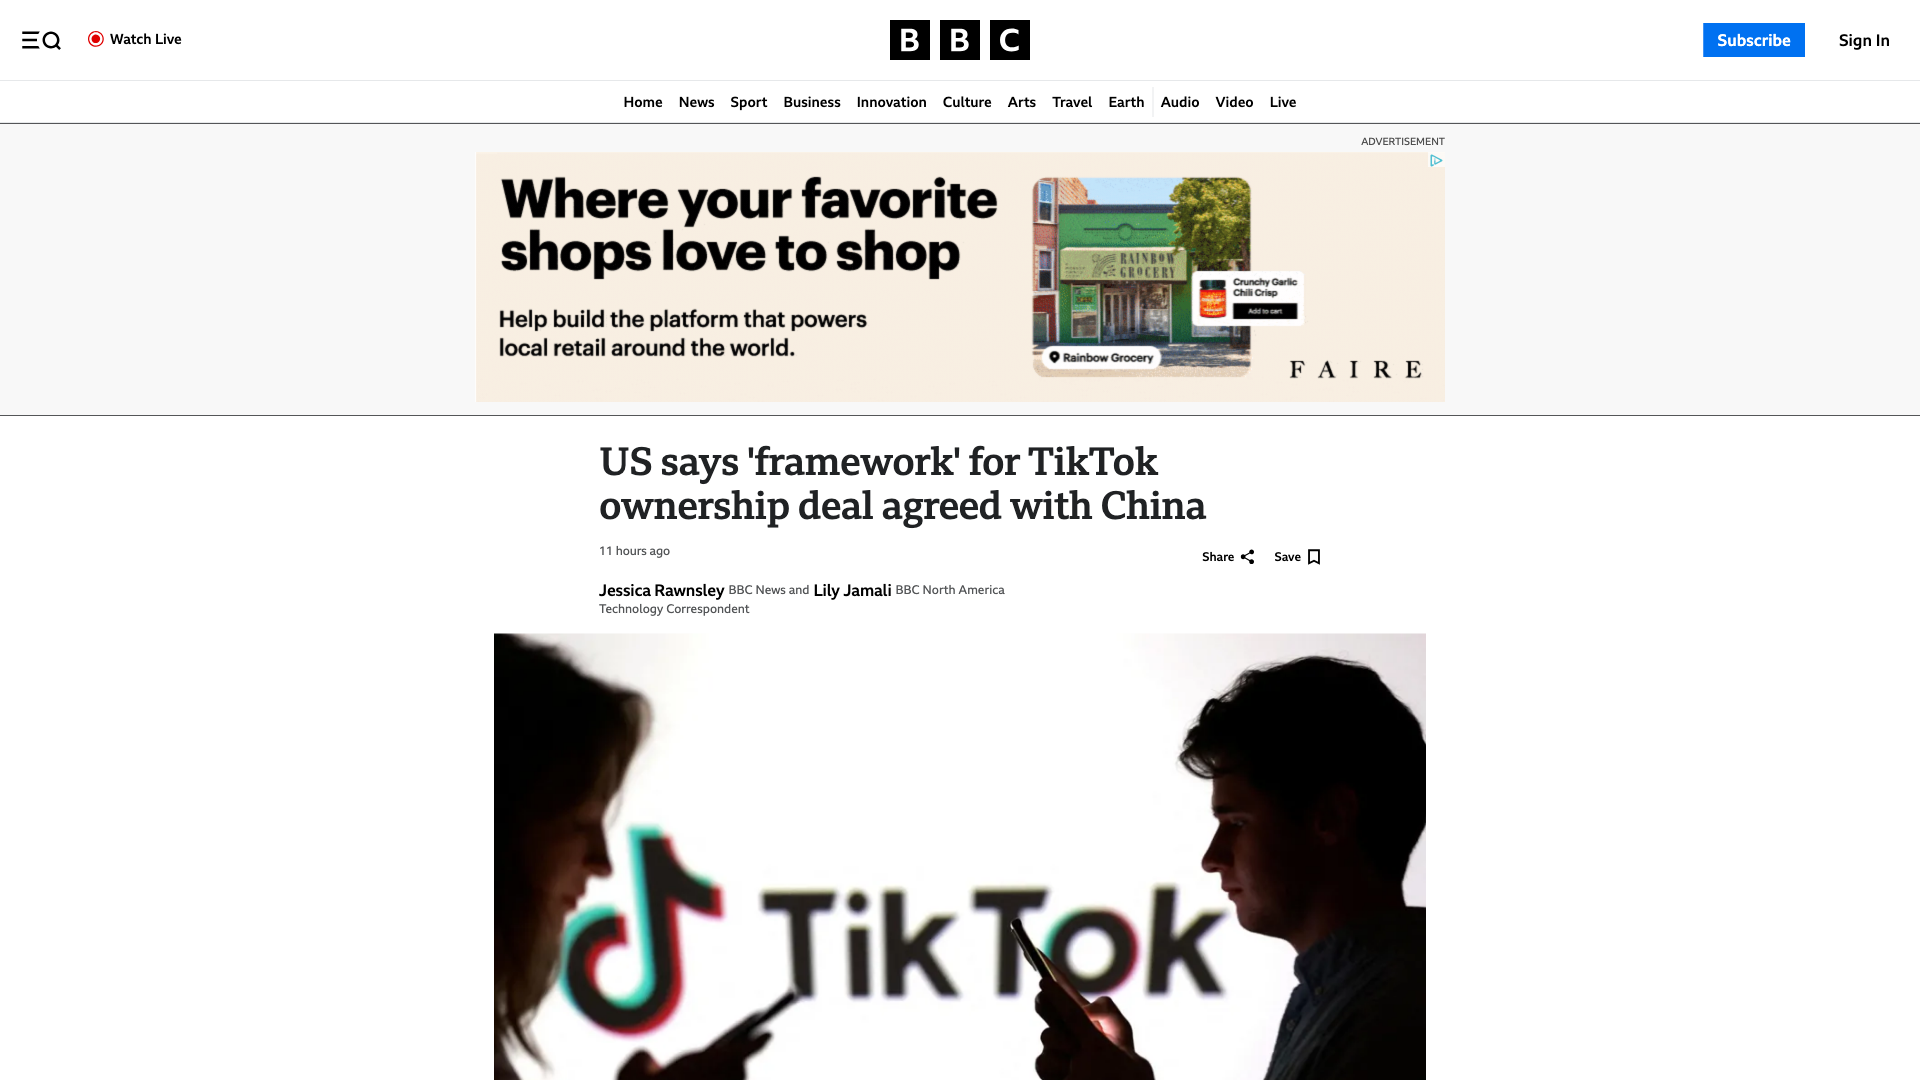 Watch Live
BBC
Subscribe
Sign In
Home News Sport Business Innovation Culture Arts Travel Earth Audio Video Live
ADVERTISEMENT
Where your favorite
shops love to shop
Help build the platform that powers
local retail around the world.
RAINBOW
GROCERY
Crunchy Garlic
Chili Crisp
Add to cart
Rainbow Grocery
FAIRE
US says 'framework' for TikTok
ownership deal agreed with China
11 hours ago
Share
Save
Jessica Rawnsley BBC News and Lily Jamali BBC North America
Technology Correspondent
TikTok